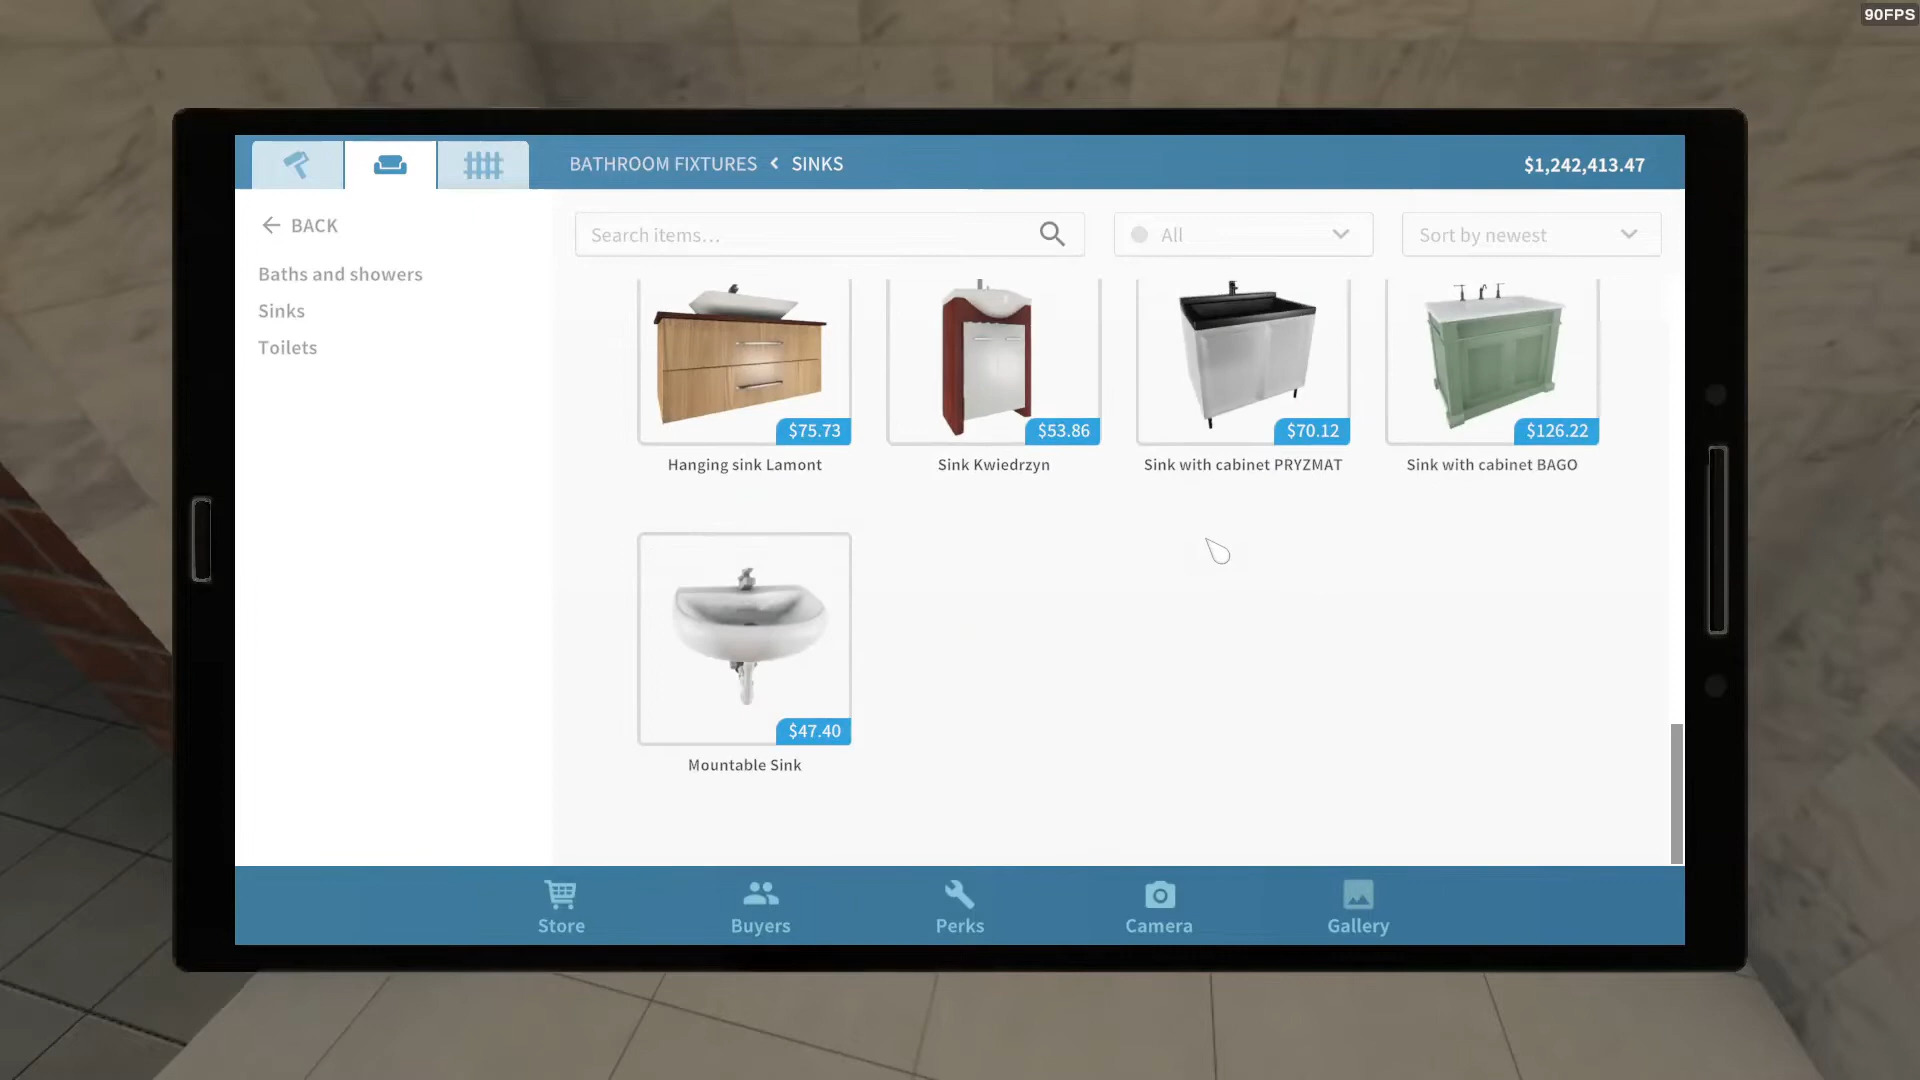 90FPS
BATHROOM FIXTURES < SINKS
$1,242,413.47
BACK
Search items...
All
Sort by newest
Baths and showers
Sinks
Toilets
$75.73
$53.86
$70.12
$126.22
Hanging sink Lamont
Sink Kwiedrzyn
Sink with cabinet PRYZMAT
Sink with cabinet BAGO
$47.40
Mountable Sink
Store
Buyers
Perks
Camera
Gallery